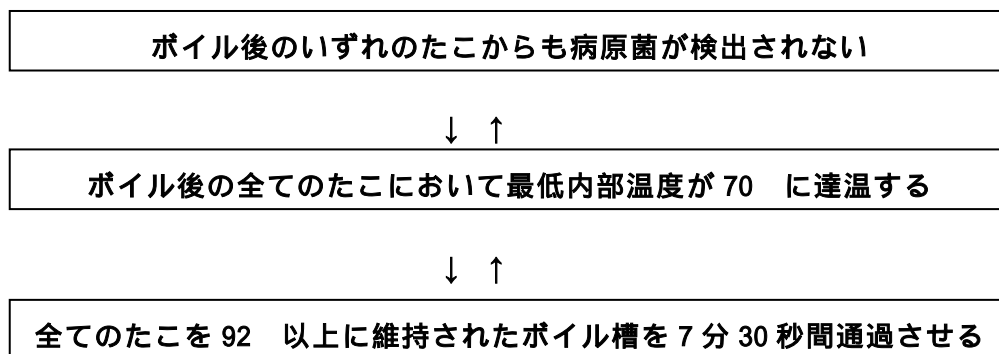 ボイル後のいずれのたこからも病原菌が検出されない
↓ ↑
ボイル後の全てのたこにおいて最低内部温度が 70 に達温する
↓ ↑
全てのたこを 92 以上に維持されたボイル槽を 7 分 30 秒間通過させる